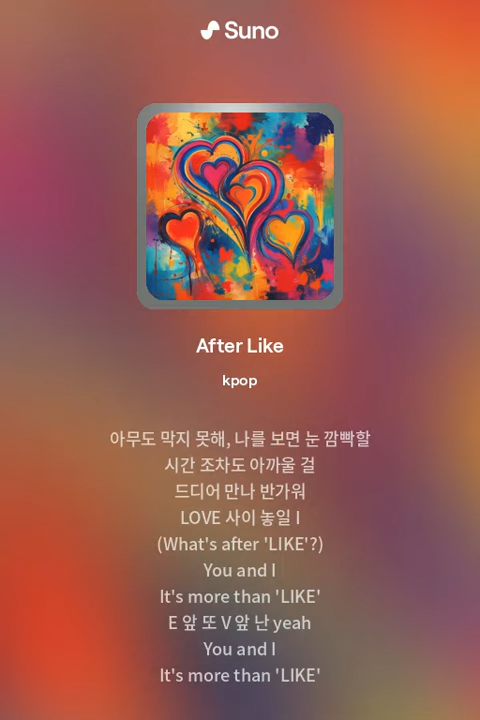 Suno
After Like
kpop
아무도 막지 못해, 나를 보면 눈 깜빡할
시간 조차도 아까울 걸
드디어 만나 반가워
LOVE 사이 놓일 I
(What's after 'LIKE'?)
You and I
It's more than 'LIKE'
E 앞 또 V 앞 난 yeah
You and I
It's more than 'LIKE'